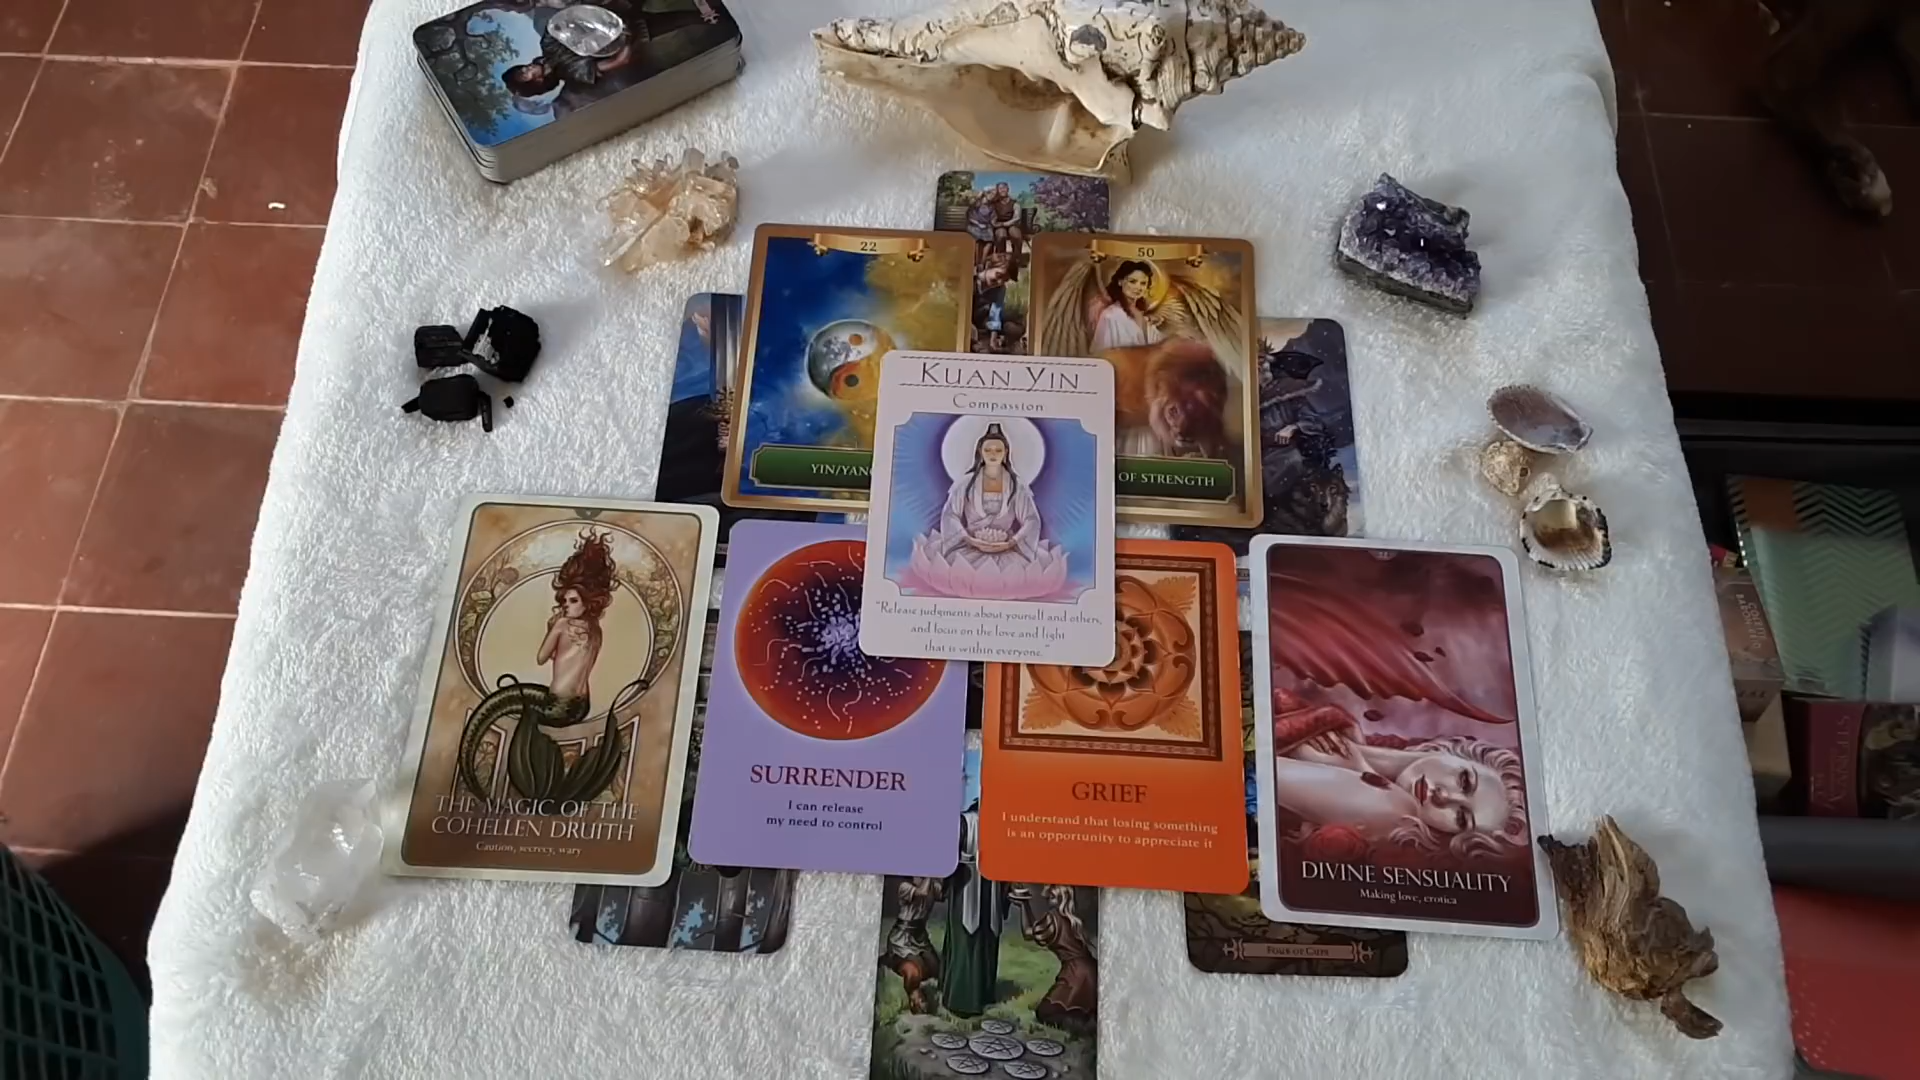 22
50
YIN/YAN
OF STRENGTH
KUAN YIN
Compassion
"Release judgments about yourself and others,
and focus on the love and light
that is within everyone."
THE MAGIC OF THE
COHELLEN DRUITH
Caution, secrecy, wary
SURRENDER
I can release
my need to control
GRIEF
I understand that losing something
is an opportunity to appreciate it
DIVINE SENSUALITY
Making love, erotica
FOUR OF CUPS